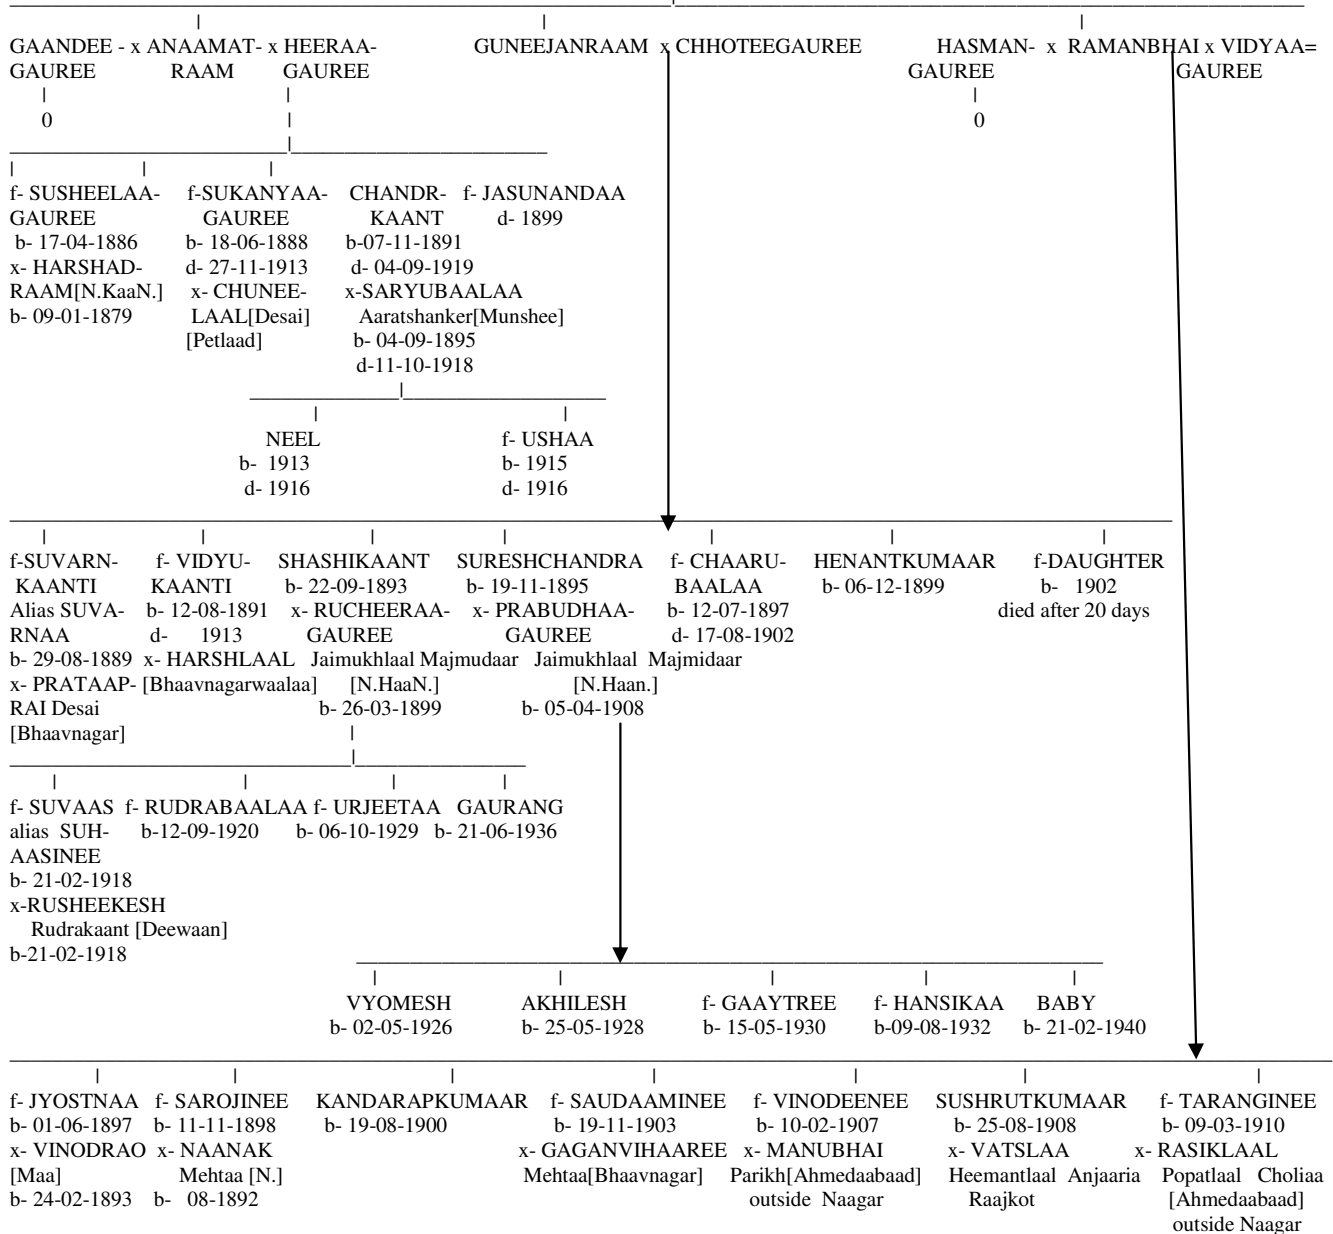 GAANDEE - x ANAAMAT- x HEERAA- GUNEEJANRAAM x CHHOTEEGAUREE HASMAN- x RAMANBHAI x VIDYAA=
GAUREE RAAM GAUREE GAUREE GAUREE
0 0
f- SUSHEELAA- f-SUKANYAA- CHANDR- f- JASUNANDAA
GAUREE GAUREE KAANT d- 1899
b- 17-04-1886 b- 18-06-1888 b-07-11-1891
x- HARSHAD- d- 27-11-1913 d- 04-09-1919
RAAM[N.KaaN.] x- CHUNEE- x-SARYUBAALAA
b- 09-01-1879 LAAL[Desai] Aaratshanker[Munshee]
[Petlaad] b- 04-09-1895
d-11-10-1918
NEEL f- USHAA
b- 1913 b- 1915
d- 1916 d- 1916
f-SUVARN- f- VIDYU- SHASHIKAANT SURESHCHANDRA f- CHAARU- HENANTKUMAAR f-DAUGHTER
KAANTI KAANTI b- 22-09-1893 b- 19-11-1895 BAALAA b- 06-12-1899 b- 1902
Alias SUVA- b- 12-08-1891 x- RUCHEERAA- x- PRABUDHAA- b- 12-07-1897 died after 20 days
RNAA d- 1913 GAUREE GAUREE d- 17-08-1902
b- 29-08-1889 x- HARSHLAAL Jaimukhlaal Majmudaar Jaimukhlaal Majmidaar
x- PRATAAP- [Bhaavnagarwaalaa] [N.HaaN.] [N.Haan.]
RAI Desai b- 26-03-1899 b- 05-04-1908
[Bhaavnagar]
f- SUVAAS f- RUDRABAALAA f- URJEETAA GAURANG
alias SUH- b-12-09-1920 b- 06-10-1929 b- 21-06-1936
AASINEE
b- 21-02-1918
x-RUSHEEKESH
Rudrakaant [Deewaan]
b-21-02-1918
VYOMESH AKHILESH f- GAAYTREE f- HANSIKAA BABY
b- 02-05-1926 b- 25-05-1928 b- 15-05-1930 b-09-08-1932 b- 21-02-1940
f- JYOSTNAA f- SAROJINEE KANDARAPKUMAAR f- SAUDAAMINEE f- VINODEENEE SUSHRUTKUMAAR f- TARANGINEE
b- 01-06-1897 b- 11-11-1898 b- 19-08-1900 b- 19-11-1903 b- 10-02-1907 b- 25-08-1908 b- 09-03-1910
x- VINODRAO x- NAANAK x- GAGANVIHAAREE x- MANUBHAI x- VATSLAA x- RASIKLAAL
[Maa] Mehtaa [N.] Mehtaa[Bhaavnagar] Parikh[Ahmedaabaad] Heemantlaal Anjaaria Popatlaal Choliaa
b- 24-02-1893 b- 08-1892 outside Naagar Raajkot [Ahmedaabaad]
outside Naagar